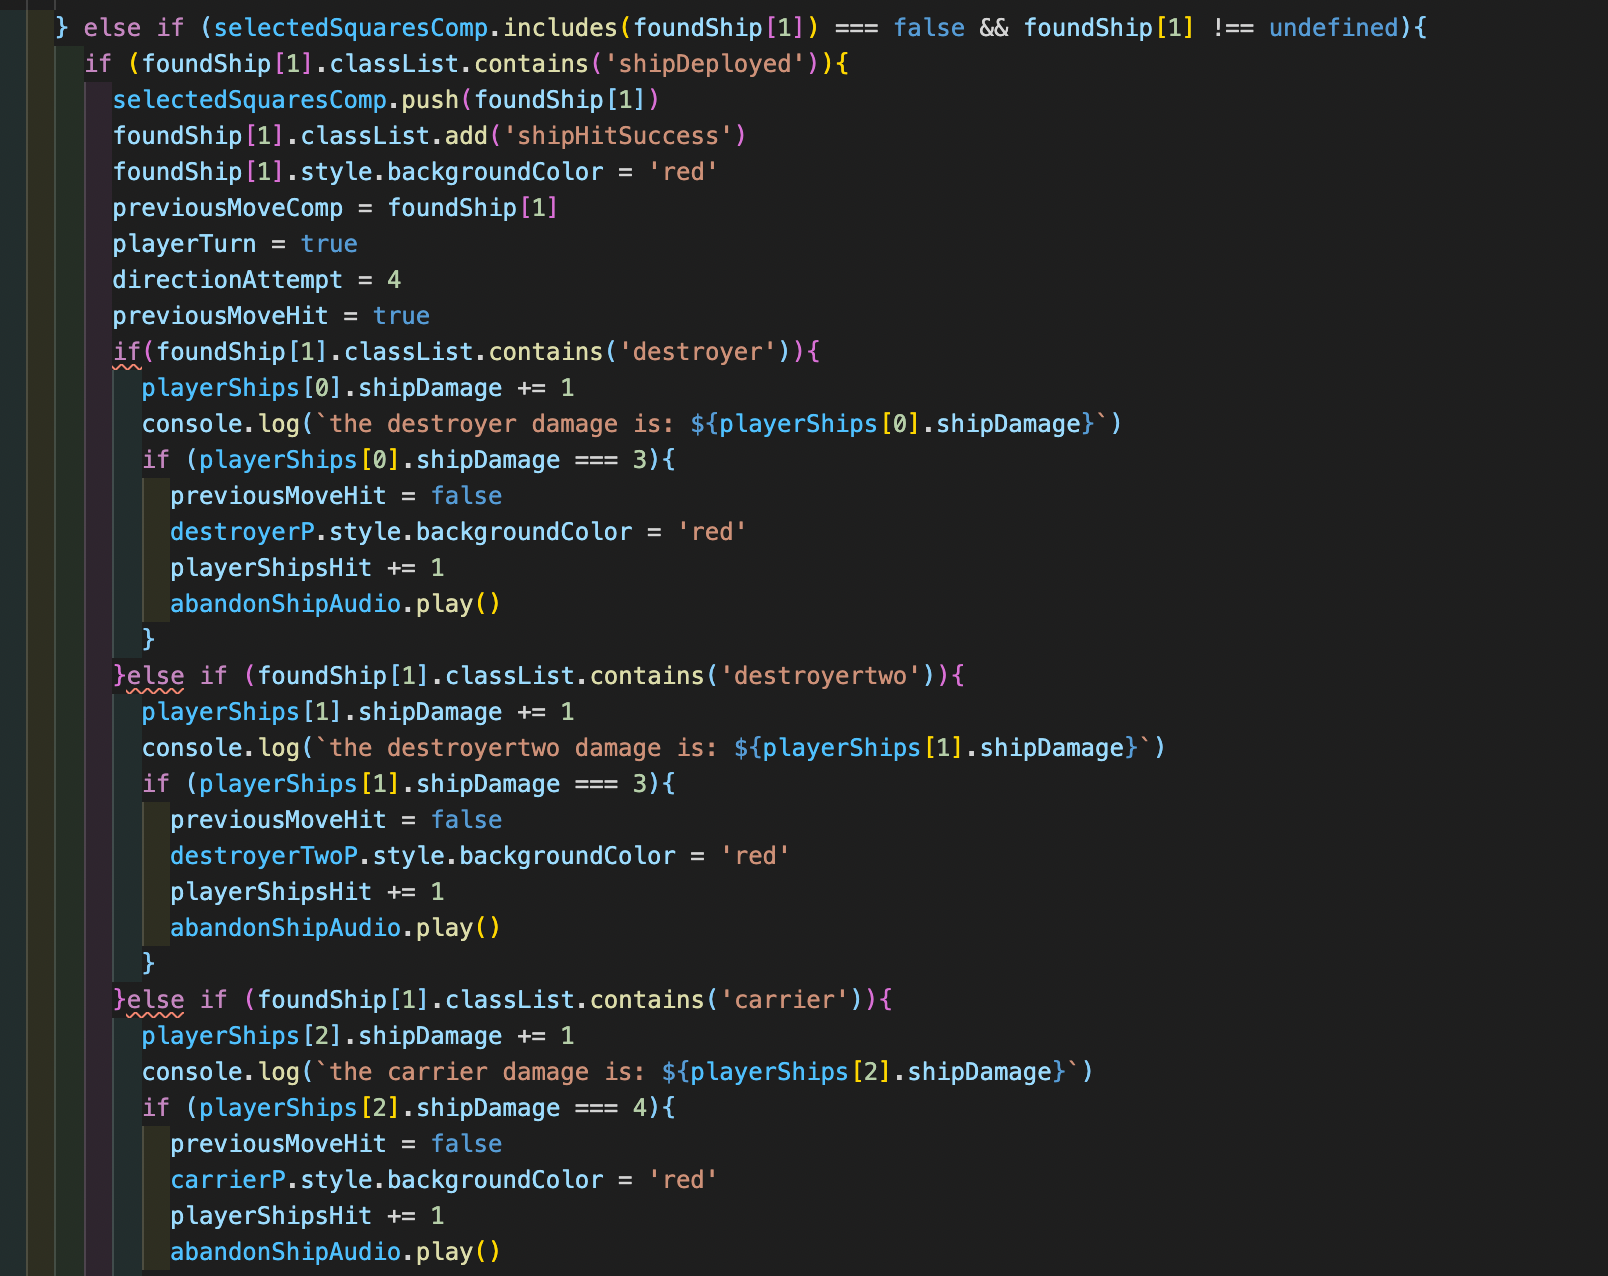 } else if (selectedSquaresComp.includes(foundShip[1]) === false && foundShip[1] !== undefined){
if (foundShip[1].classList.contains('shipDeployed')){
selectedSquaresComp.push(foundShip[1])
foundShip[1].classList.add('shipHitSuccess')
foundShip[1].style.backgroundColor = 'red'
previousMoveComp = foundShip[1]
playerTurn = true
directionAttempt = 4
previousMoveHit = true
if(foundShip[1].classList.contains('destroyer')){
playerShips[0].shipDamage += 1
console.log(`the destroyer damage is: ${playerShips[0].shipDamage}`)
if (playerShips[0].shipDamage === 3){
previousMoveHit = false
destroyerP.style.backgroundColor = 'red'
playerShipsHit += 1
abandonShipAudio.play()
}
}else if (foundShip[1].classList.contains('destroyertwo')){
playerShips[1].shipDamage += 1
console.log(`the destroyertwo damage is: ${playerShips[1].shipDamage}`)
if (playerShips[1].shipDamage === 3){
previousMoveHit = false
destroyerTwoP.style.backgroundColor = 'red'
playerShipsHit += 1
abandonShipAudio.play()
}
}else if (foundShip[1].classList.contains('carrier')){
playerShips[2].shipDamage += 1
console.log(`the carrier damage is: ${playerShips[2].shipDamage}`)
if (playerShips[2].shipDamage === 4){
previousMoveHit = false
carrierP.style.backgroundColor = 'red'
playerShipsHit += 1
abandonShipAudio.play()